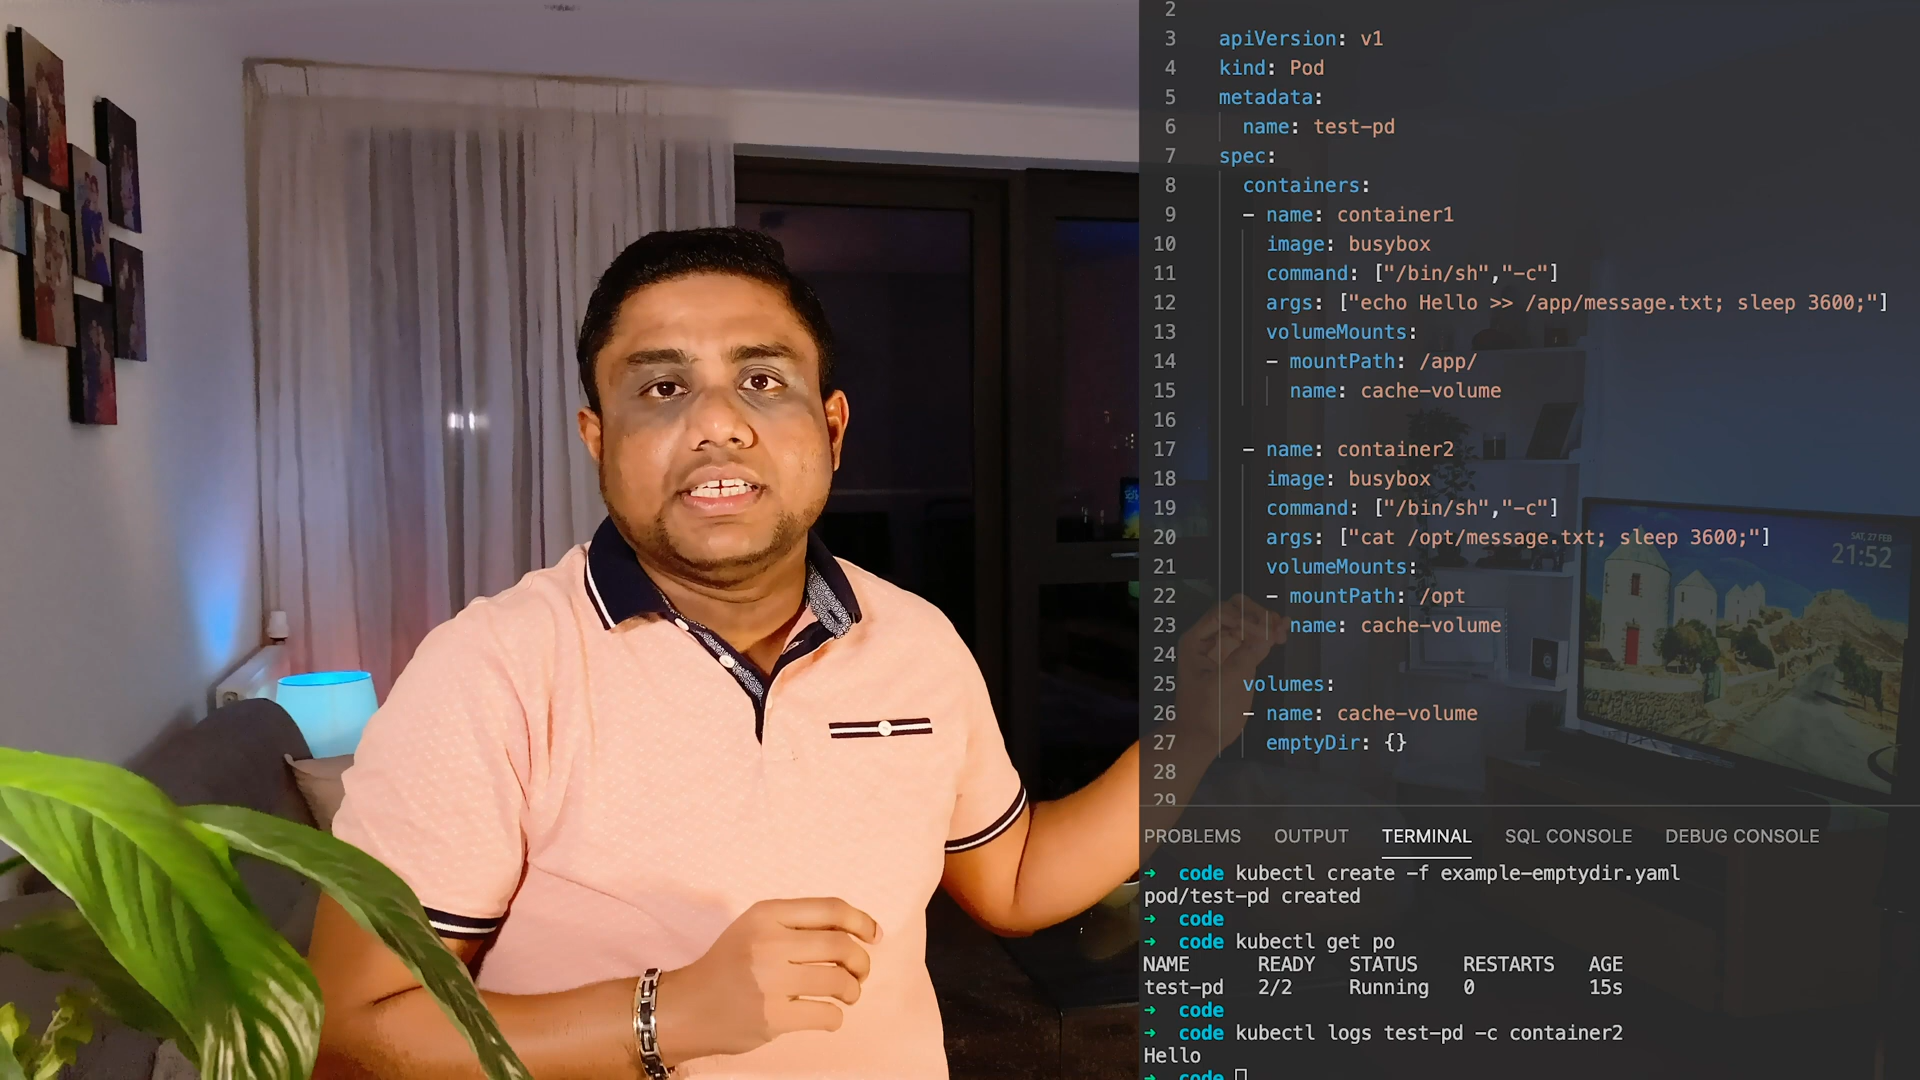 2
3 apiVersion: v1
4 kind: Pod
5 metadata:
6 name: test-pd
7 spec:
8 containers:
9 - name: container1
10 image: busybox
11 command: ["/bin/sh","-c"]
12 args: ["echo Hello >> /app/message.txt; sleep 3600;"]
13 volumeMounts:
14 - mountPath: /app/
15 name: cache-volume
16
17 - name: container2
18 image: busybox
19 command: ["/bin/sh","-c"]
20 args: ["cat /opt/message.txt; sleep 3600;"]
21 volumeMounts:
22 - mountPath: /opt
23 name: cache-volume
24
25 volumes:
26 - name: cache-volume
27 emptyDir: {}
28
29
SAT, 27 FEB
21:52
PROBLEMS OUTPUT TERMINAL SQL CONSOLE DEBUG CONSOLE
➜ code kubectl create -f example-emptydir.yaml
pod/test-pd created
➜ code
➜ code kubectl get po
NAME READY STATUS RESTARTS AGE
test-pd 2/2 Running 0 15s
➜ code
➜ code kubectl logs test-pd -c container2
Hello
➜ code